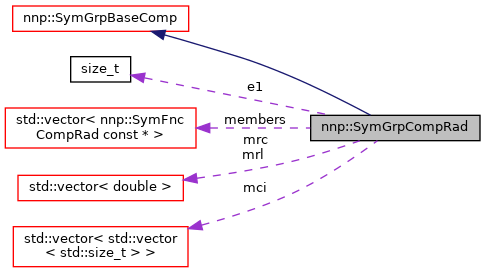 nnp::SymGrpBaseComp
size_t
e1
std::vector< nnp::SymFnc
CompRad const * >
members
nnp::SymGrpCompRad
mrc
mrl
std::vector< double >
mci
std::vector< std::vector
< std::size_t > >